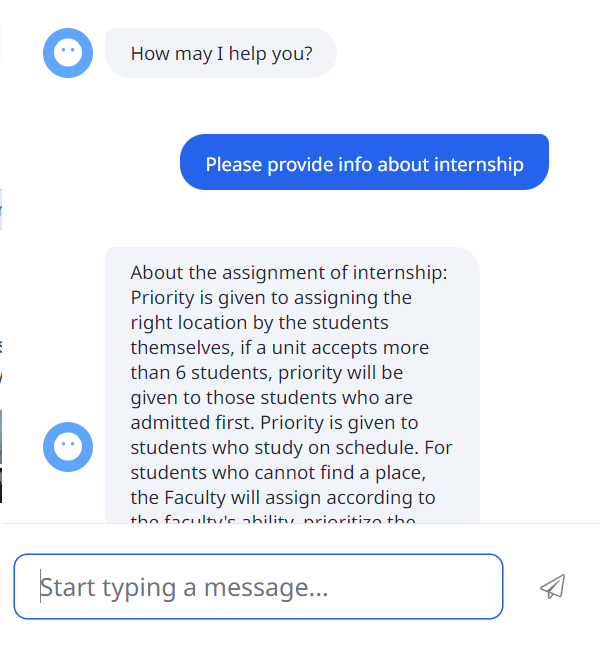 How may I help you?
Please provide info about internship
About the assignment of internship:
Priority is given to assigning the
right location by the students
themselves, if a unit accepts more
than 6 students, priority will be
given to those students who are
admitted first. Priority is given to
students who study on schedule. For
students who cannot find a place,
the Faculty will assign according to
the faculty's ability, prioritize the
Start typing a message...